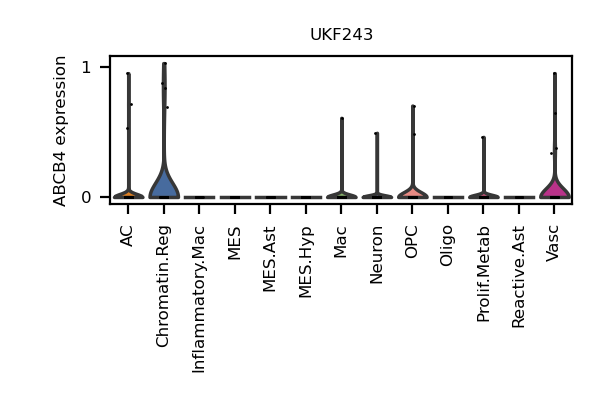 UKF243
ABCB4 expression
1
0
AC
Chromatin.Reg
Inflammatory.Mac
MES
MES.Ast
MES.Hyp
Mac
Neuron
OPC
Oligo
Prolif.Metab
Reactive.Ast
Vasc